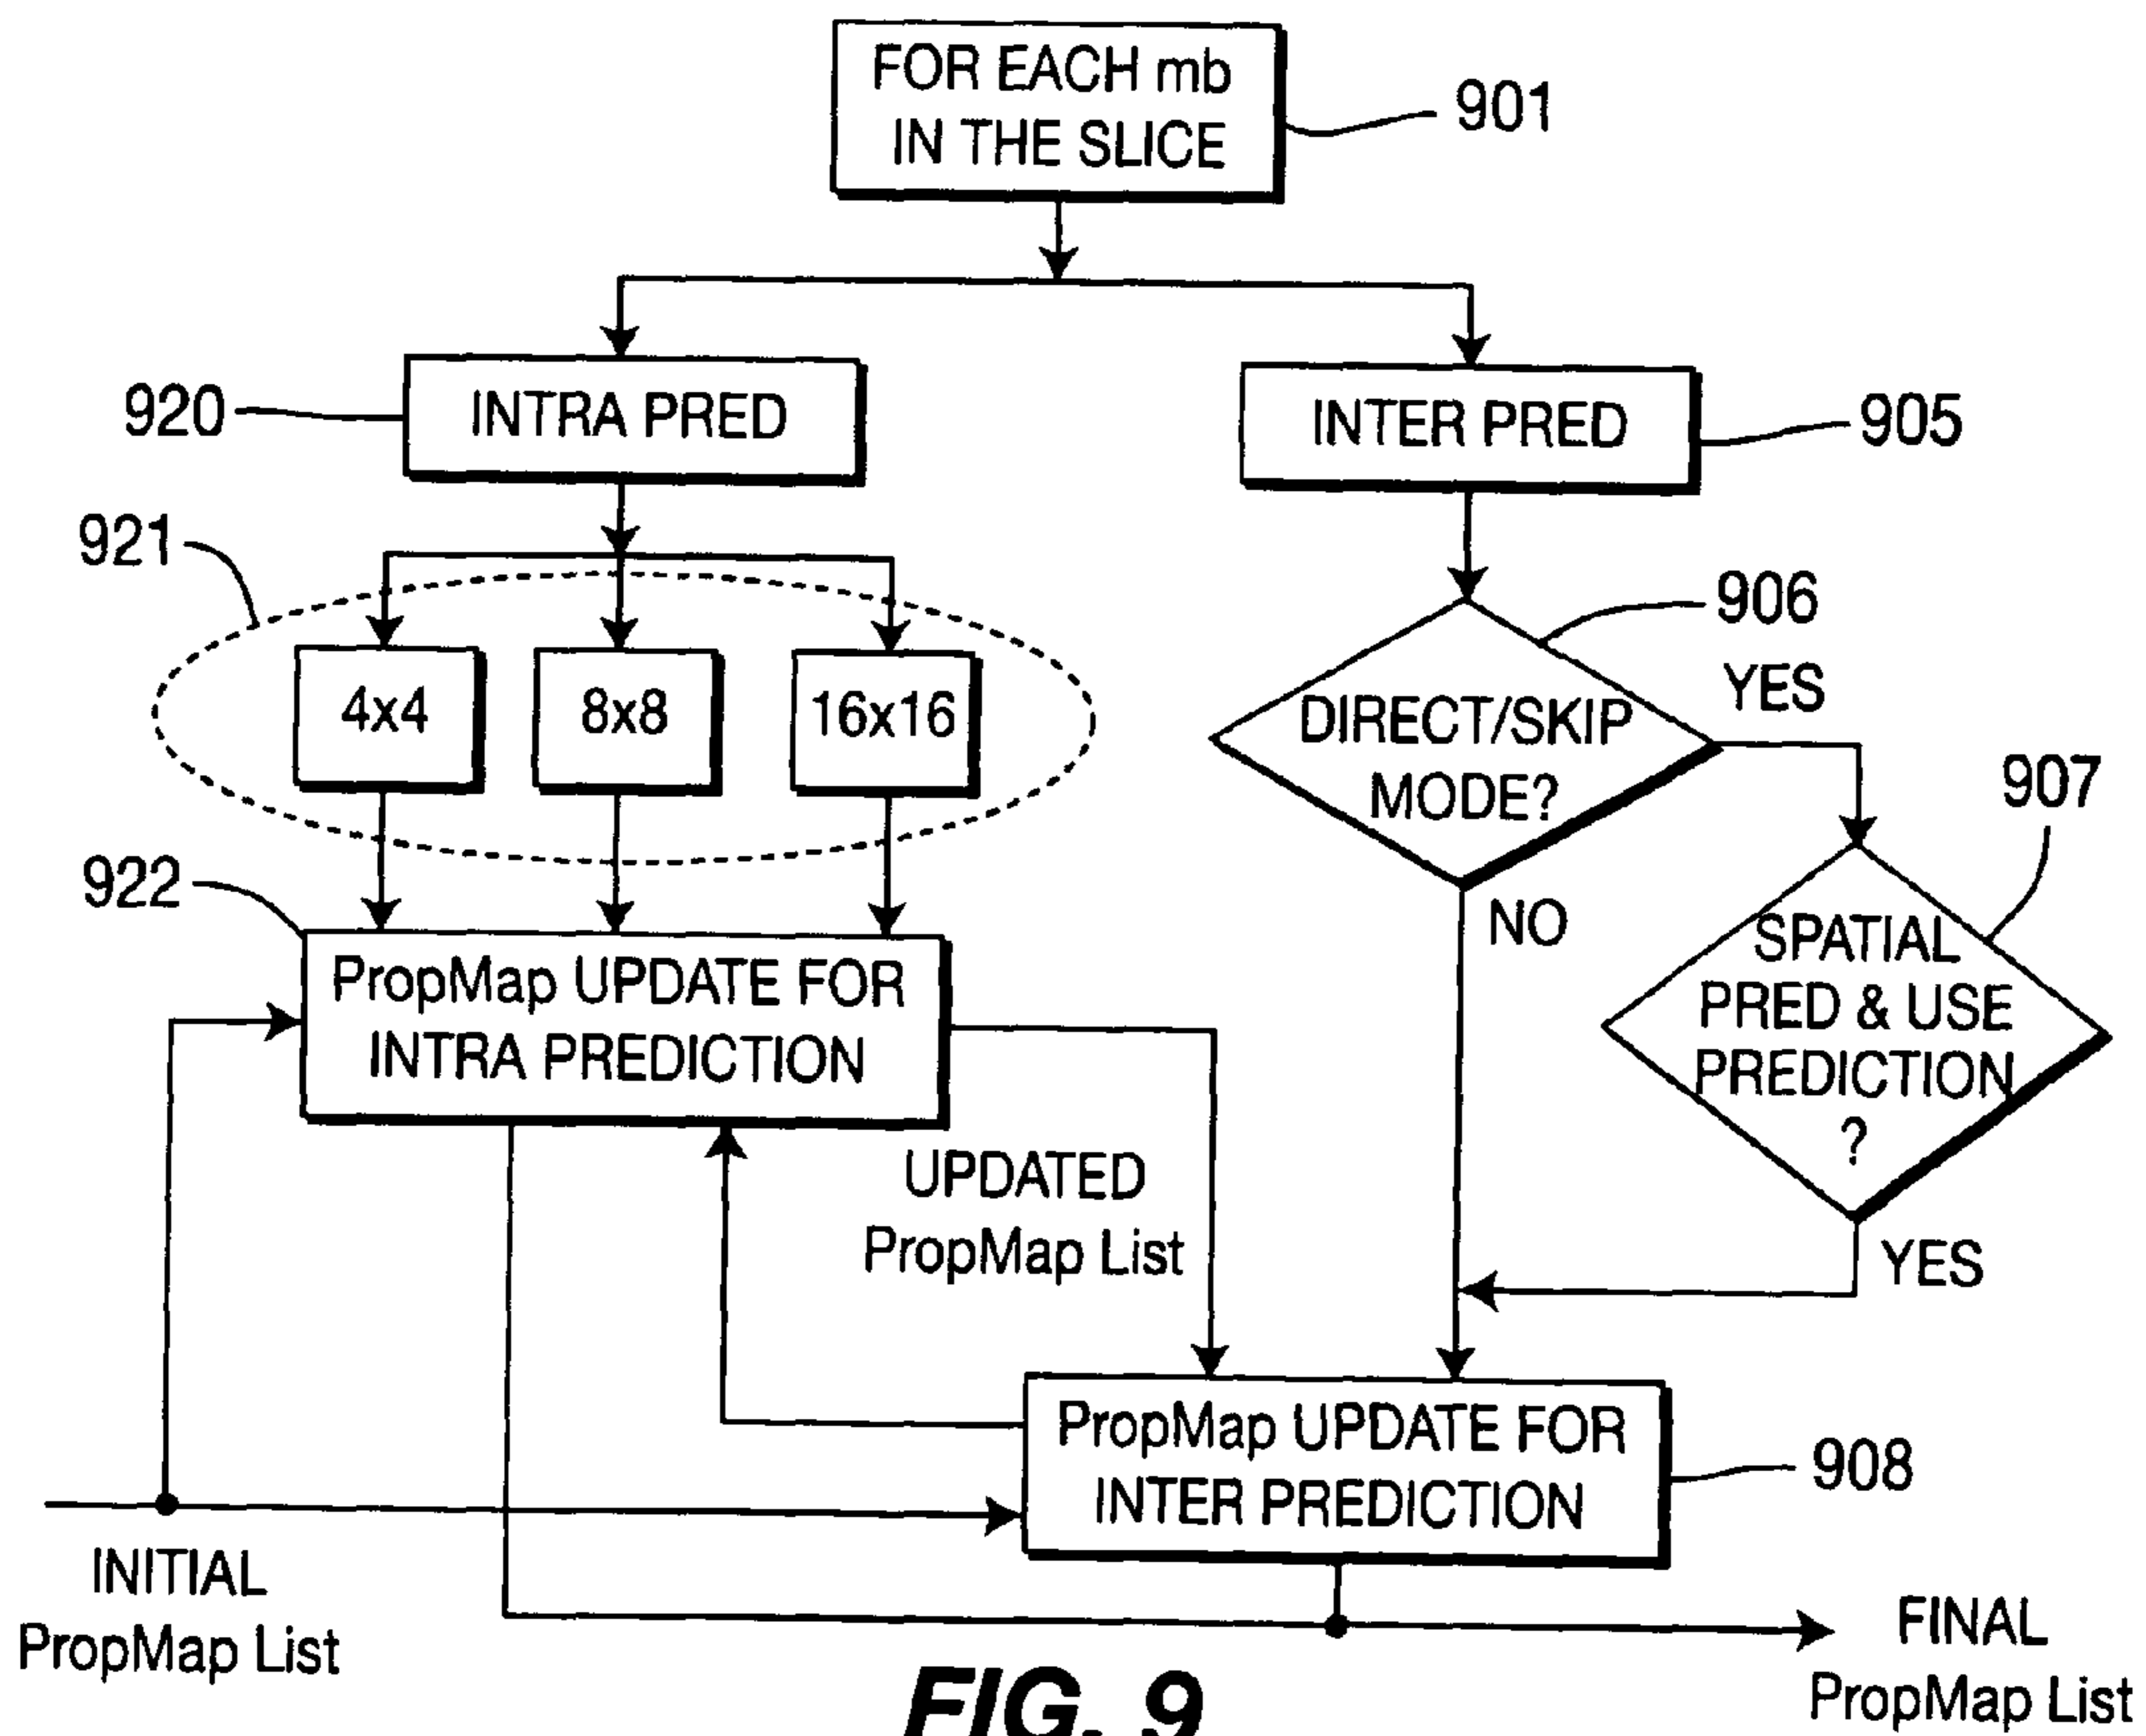 FOR EACH mb
IN THE SLICE
901
920
INTRA PRED
INTER PRED
905
921
906
YES
4x4
8x8
16x16
DIRECT/SKIP
MODE?
907
922
NO
PropMap UPDATE FOR
INTRA PREDICTION
SPATIAL
PRED & USE
PREDICTION
?
UPDATED
PropMap List
YES
PropMap UPDATE FOR
INTER PREDICTION
908
INITIAL
PropMap List
FINAL
PropMap List
FIG. 9